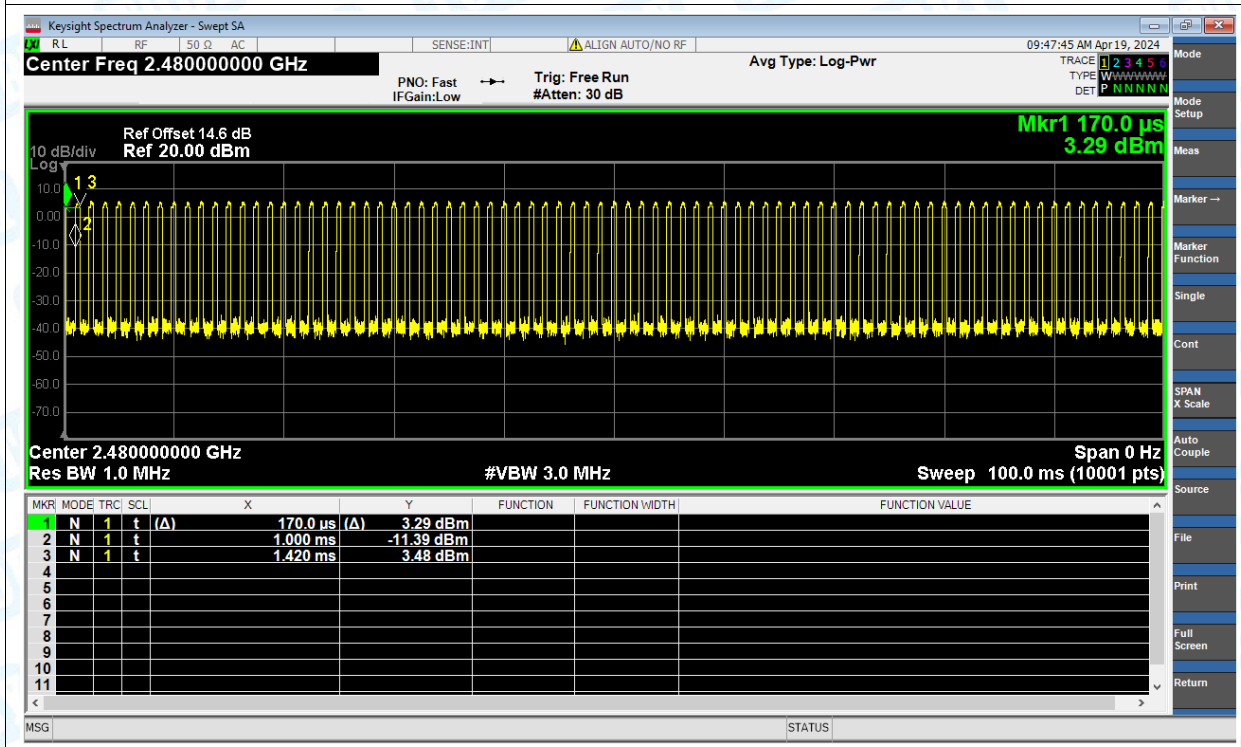 Keysight Spectrum Analyzer - Swept SA
LXI RL RF 50 Ω AC SENSE:INT ALIGN AUTO/NO RF 09:47:45 AM Apr 19, 2024
Center Freq 2.480000000 GHz
PNO: Fast
IFGain:Low
Trig: Free Run
#Atten: 30 dB
Avg Type: Log-Pwr
TRACE 1 2 3 4 5 6
TYPE W
DET P N N N N N
Mkr1 170.0 µs
3.29 dBm
Ref Offset 14.6 dB
Ref 20.00 dBm
10 dB/div
Log
10.0
0.00
-10.0
-20.0
-30.0
-40.0
-50.0
-60.0
-70.0
1 3
2
Center 2.480000000 GHz
Span 0 Hz
Res BW 1.0 MHz
#VBW 3.0 MHz
Sweep 100.0 ms (10001 pts)
MKR MODE TRC SCL X Y FUNCTION FUNCTION WIDTH FUNCTION VALUE
1 N 1 t (Δ) 170.0 µs (Δ) 3.29 dBm
2 N 1 t 1.000 ms -11.39 dBm
3 N 1 t 1.420 ms 3.48 dBm
4
5
6
7
8
9
10
11
MSG
STATUS
Mode
Mode Setup
Meas
Marker →
Marker Function
Single
Cont
SPAN X Scale
Auto Couple
Source
File
Print
Full Screen
Return